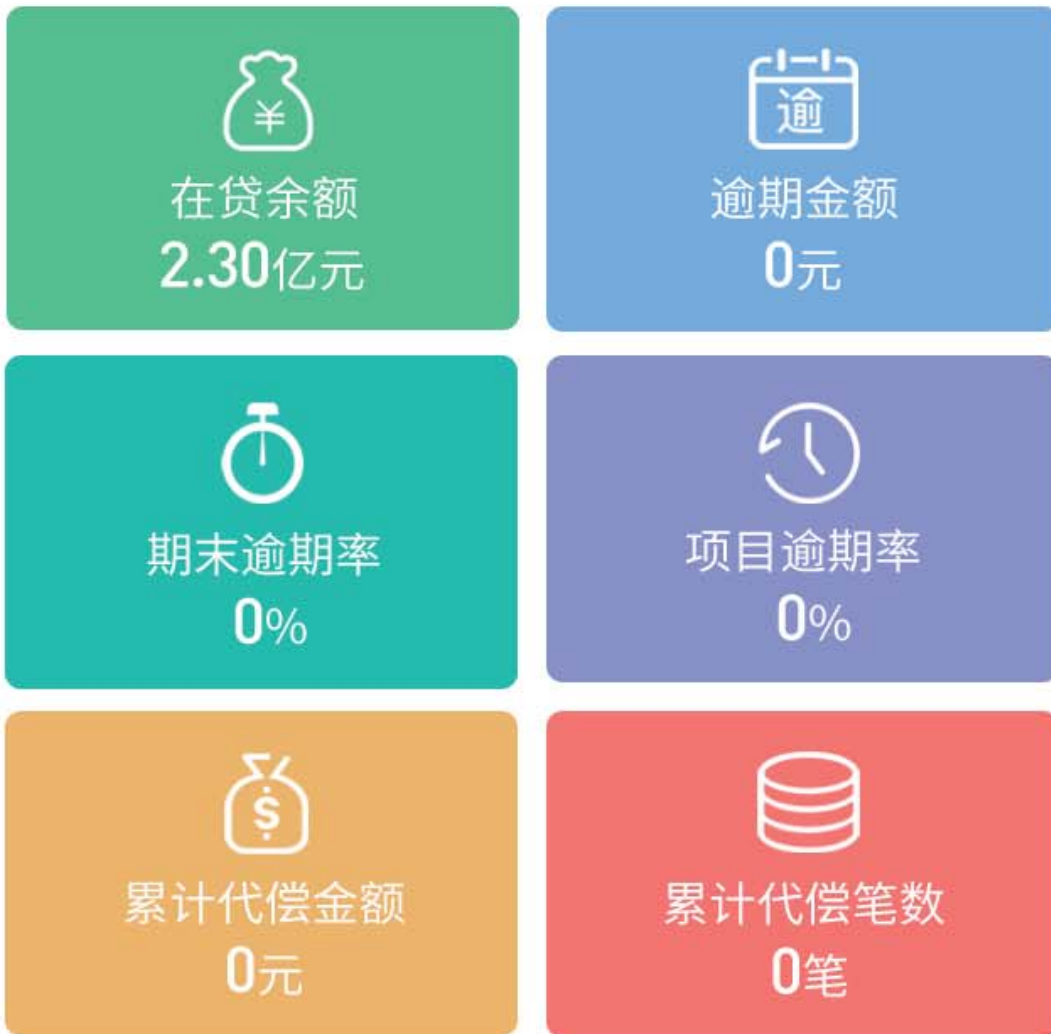 ¥
在贷余额
2.30亿元
逾
逾期金额
0元
期末逾期率
0%
项目逾期率
0%
$
累计代偿金额
0元
累计代偿笔数
0笔